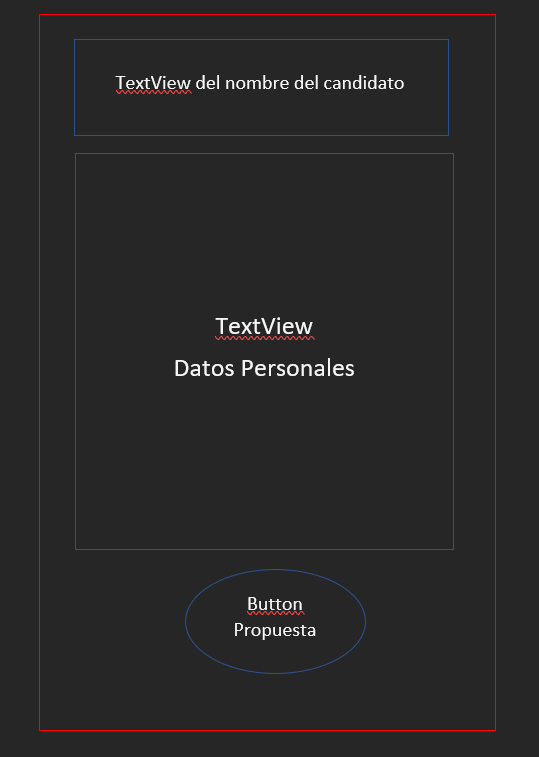 TextView del nombre del candidato
TextView
Datos Personales
Button
Propuesta